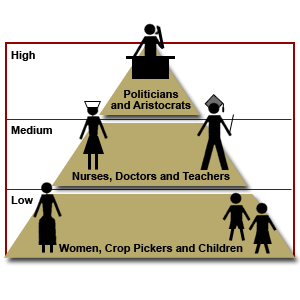 High
Politicians
and Aristocrats
Medium
Nurses, Doctors and Teachers
Low
Women, Crop Pickers and Children